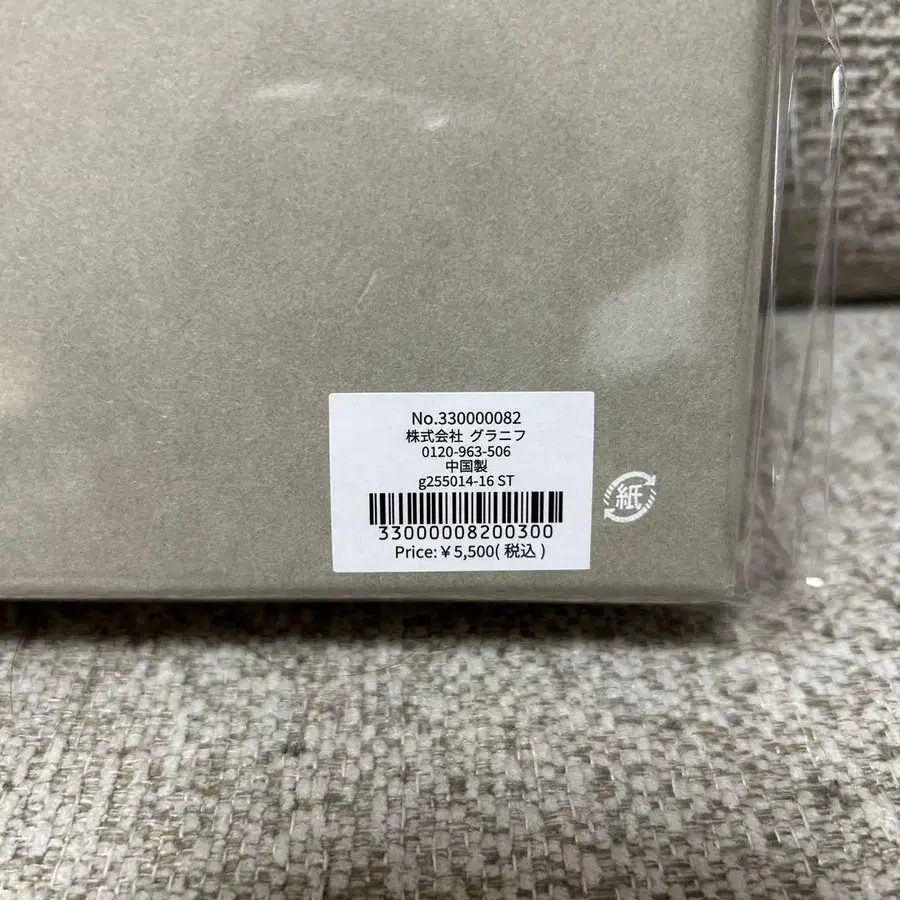 No.330000082
株式会社 グラニフ
0120-963-506
中国製
g255014-16 ST
33000008200300
Price:￥5,500(税込)
紙